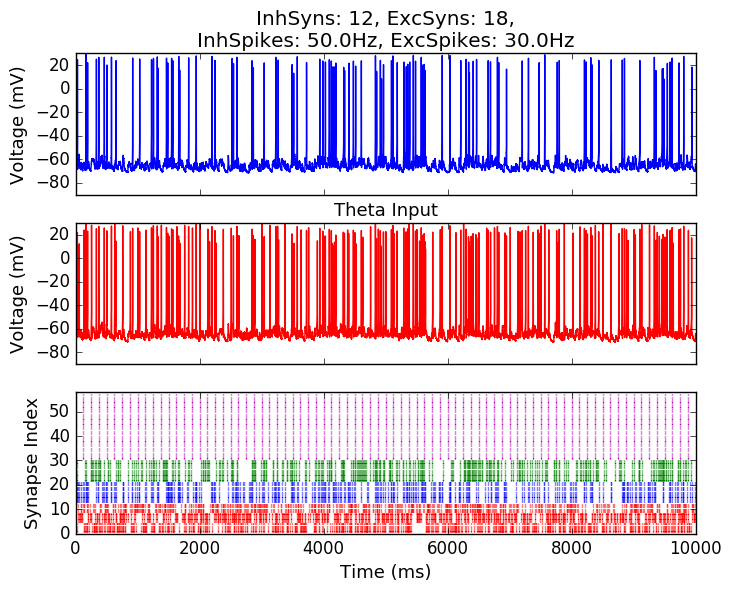 InhSyns: 12, ExcSyns: 18,
InhSpikes: 50.0Hz, ExcSpikes: 30.0Hz
20
0
−20
−40
−60
−80
Voltage (mV)
Theta Input
20
0
−20
−40
−60
−80
Voltage (mV)
50
40
30
20
10
0
Synapse Index
0 2000 4000 6000 8000 10000
Time (ms)